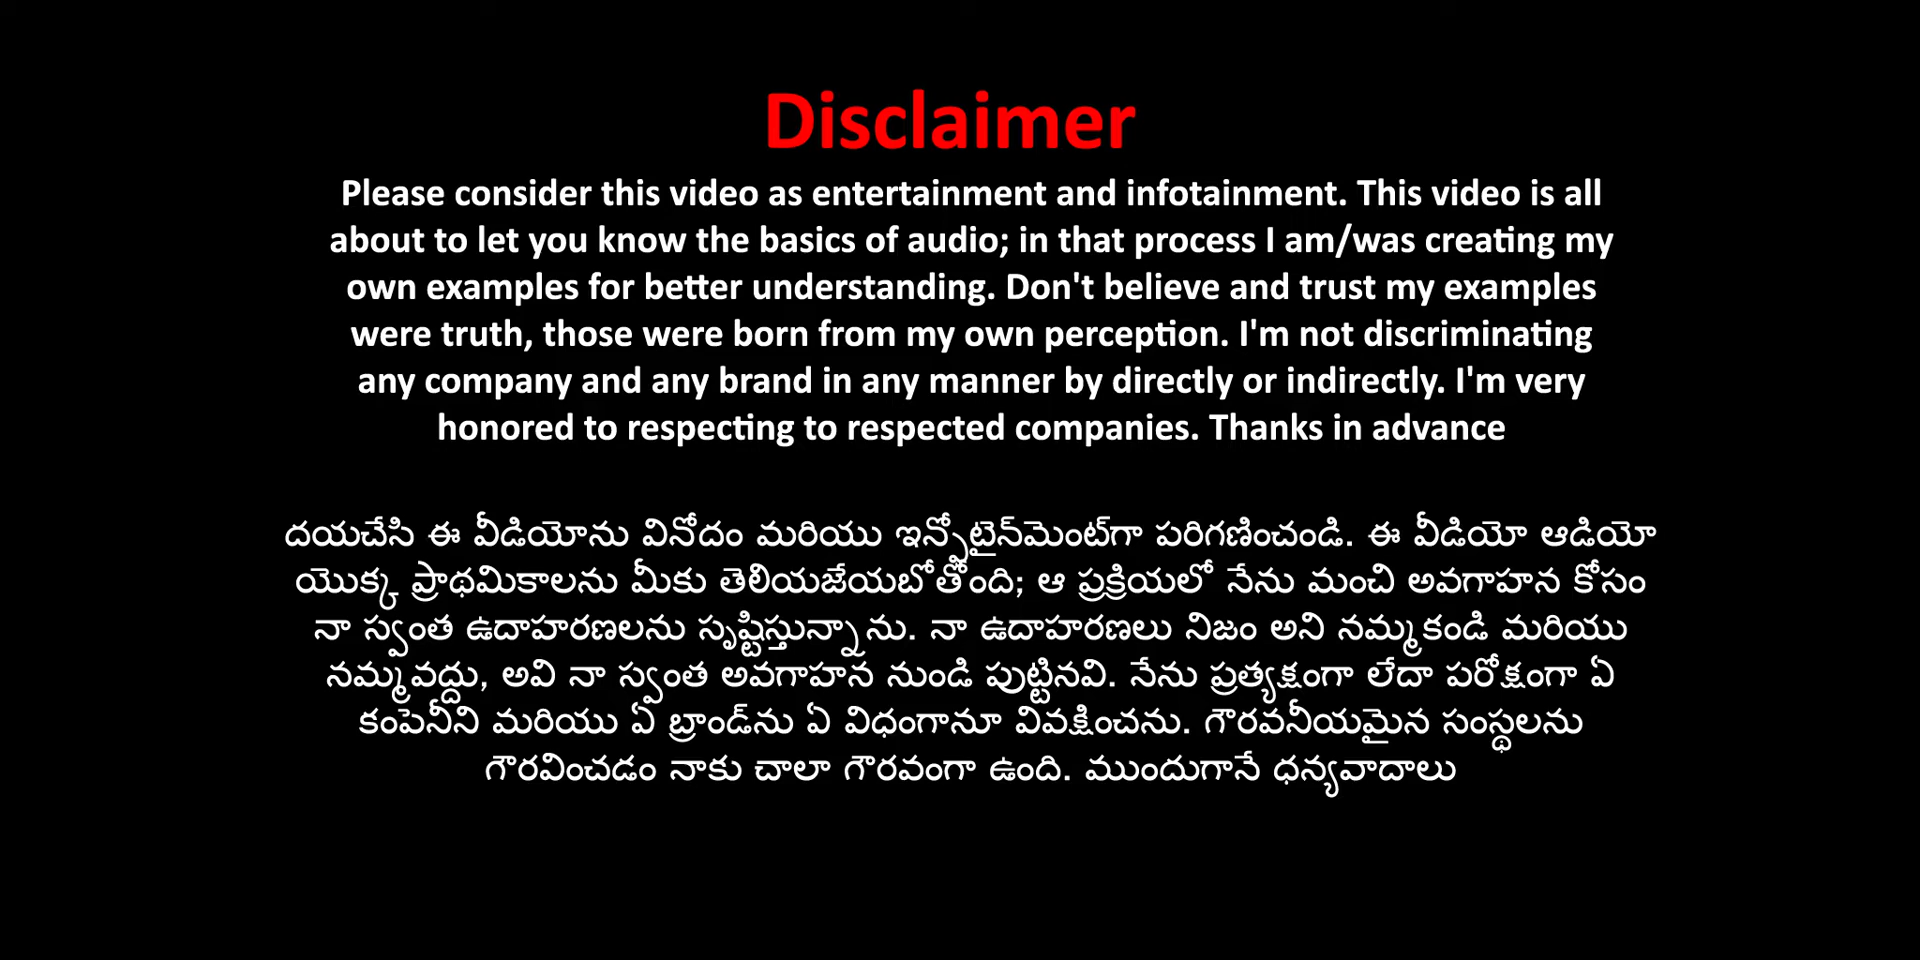 Disclaimer
Please consider this video as entertainment and infotainment. This video is all
about to let you know the basics of audio; in that process I am/was creating my
own examples for better understanding. Don't believe and trust my examples
were truth, those were born from my own perception. I'm not discriminating
any company and any brand in any manner by directly or indirectly. I'm very
honored to respecting to respected companies. Thanks in advance
దయచేసి ఈ వీడియోను వినోదం మరియు ఇన్ఫోటైన్‌మెంట్‌గా పరిగణించండి. ఈ వీడియో ఆడియో
యొక్క ప్రాథమికాలను మీకు తెలియజేయబోతోంది; ఆ ప్రక్రియలో నేను మంచి అవగాహన కోసం
నా స్వంత ఉదాహరణలను సృష్టిస్తున్నాను. నా ఉదాహరణలు నిజం అని నమ్మకండి మరియు
నమ్మవద్దు, అవి నా స్వంత అవగాహన నుండి పుట్టినవి. నేను ప్రత్యక్షంగా లేదా పరోక్షంగా ఏ
కంపెనీని మరియు ఏ బ్రాండ్‌ను ఏ విధంగానూ వివక్షించను. గౌరవనీయమైన సంస్థలను
గౌరవించడం నాకు చాలా గౌరవంగా ఉంది. ముందుగానే ధన్యవాదాలు